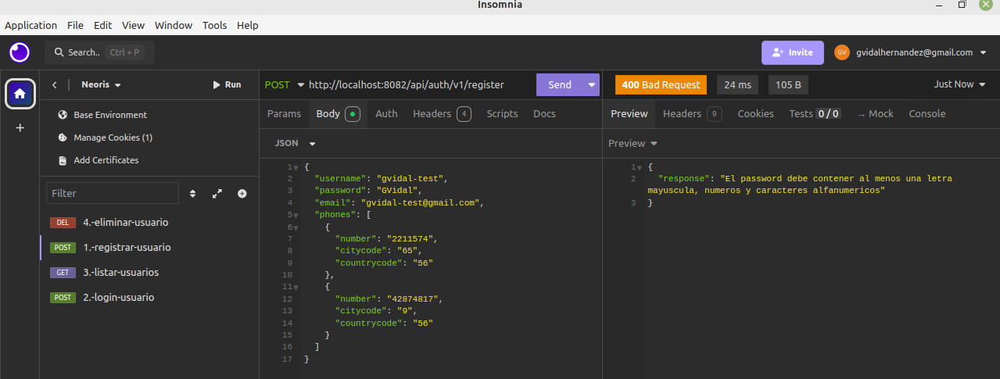 Insomnia
Application File Edit View Window Tools Help
Search.. Ctrl + P
Invite
GV gvidalhernandez@gmail.com
Neoris
Run
POST http://localhost:8082/api/auth/v1/register Send
400 Bad Request 24 ms 105 B Just Now
Base Environment
Manage Cookies (1)
Add Certificates
Filter
DEL 4.-eliminar-usuario
POST 1.-registrar-usuario
GET 3.-listar-usuarios
POST 2.-login-usuario
Params Body Auth Headers 4 Scripts Docs
JSON
1 {
2 "username": "gvidal-test",
3 "password": "GVidal",
4 "email": "gvidal-test@gmail.com",
5 "phones": [
6 {
7 "number": "2211574",
8 "citycode": "65",
9 "countrycode": "56"
10 },
11 {
12 "number": "42874817",
13 "citycode": "9",
14 "countrycode": "56"
15 }
16 ]
17 }
Preview Headers 9 Cookies Tests 0 / 0 → Mock Console
Preview
1 {
2 "response": "El password debe contener al menos una letra
mayuscula, numeros y caracteres alfanumericos"
3 }